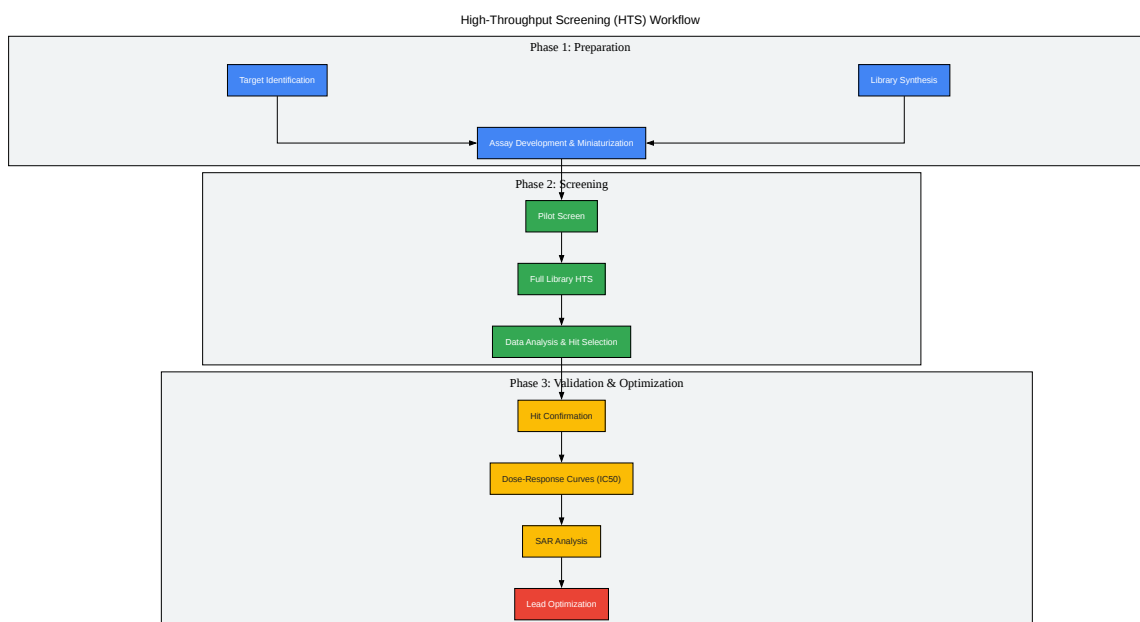 High-Throughput Screening (HTS) Workflow
Phase 1: Preparation
Target Identification
Library Synthesis
Assay Development & Miniaturization
Phase 2: Screening
Pilot Screen
Full Library HTS
Data Analysis & Hit Selection
Phase 3: Validation & Optimization
Hit Confirmation
Dose-Response Curves (IC50)
SAR Analysis
Lead Optimization